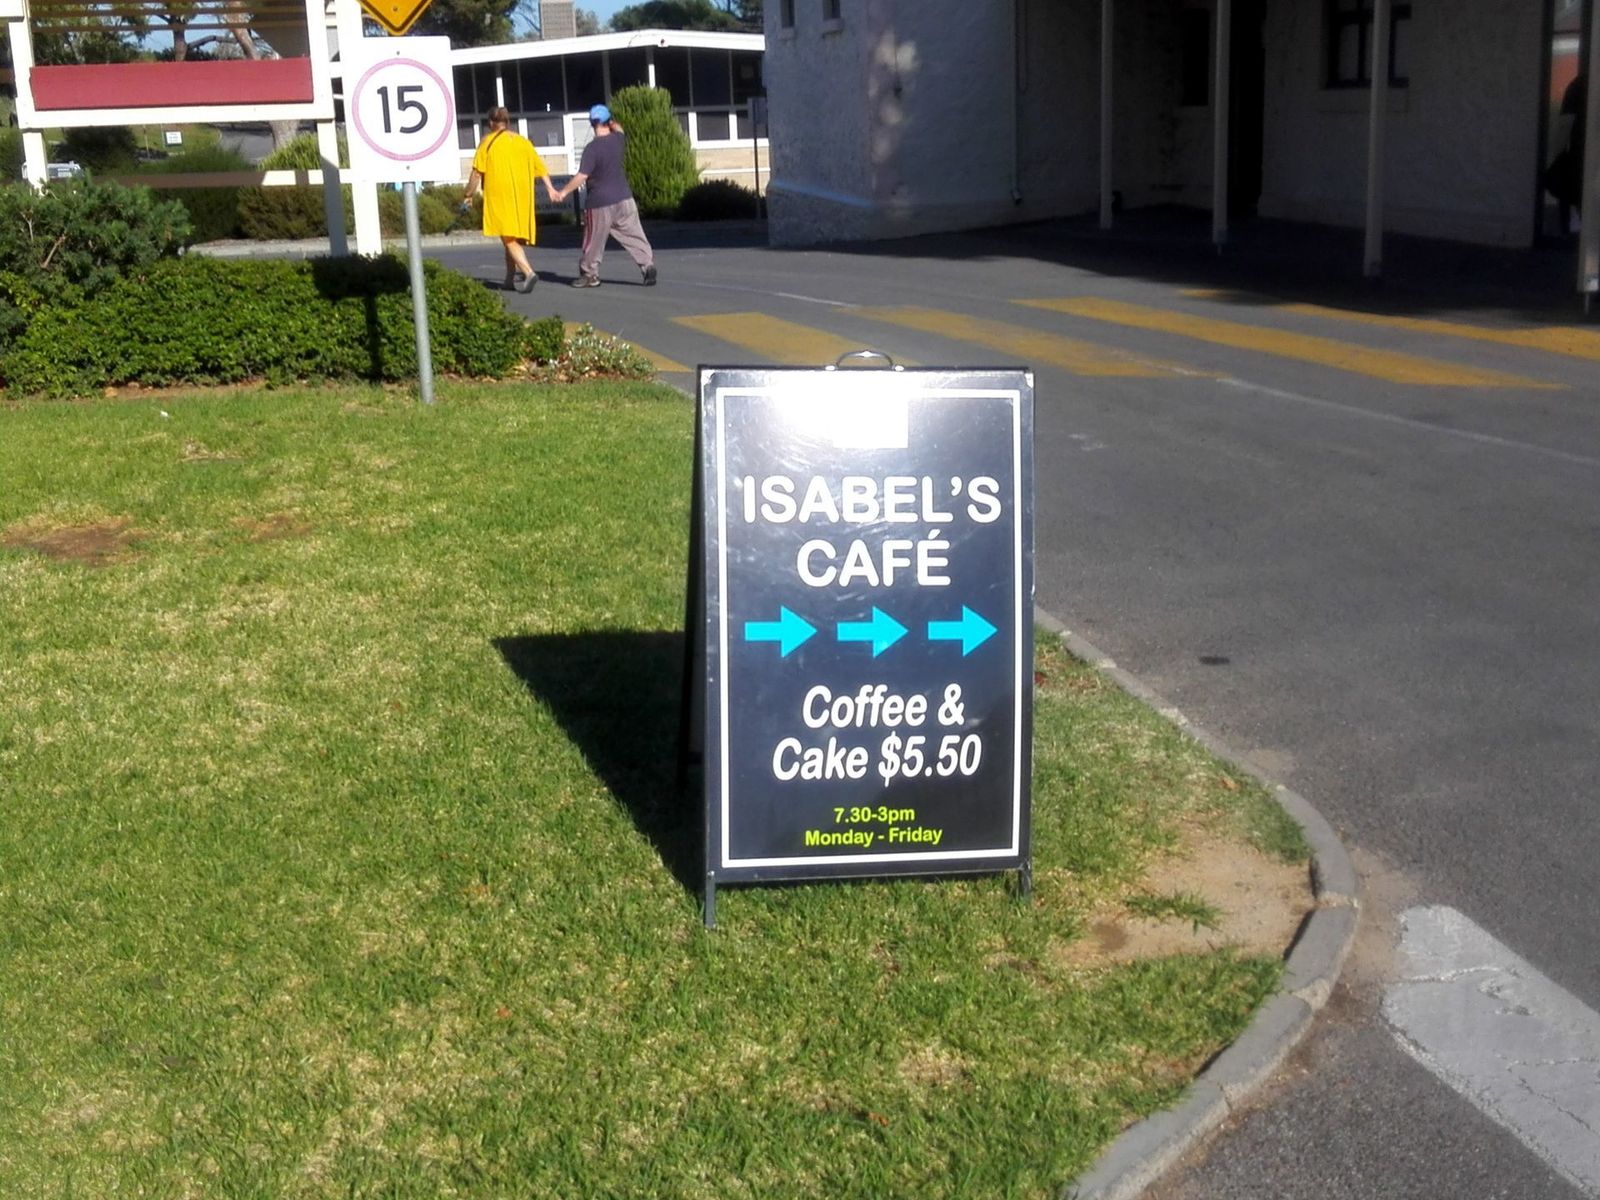 15
ISABEL'S
CAFÉ
Coffee &
Cake $5.50
7.30-3pm
Monday - Friday